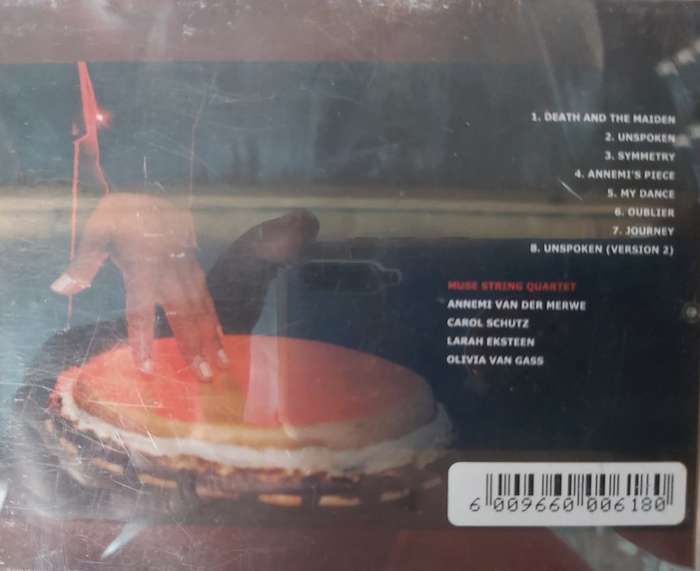 1. DEATH AND THE MAIDEN
2. UNSPOKEN
3. SYMMETRY
4. ANNEMI'S PIECE
5. MY DANCE
6. OUBLIER
7. JOURNEY
8. UNSPOKEN (VERSION 2)
MUSE STRING QUARTET
ANNEMI VAN DER MERWE
CAROL SCHUTZ
LARAH EKSTEEN
OLIVIA VAN GASS
6 009660 006180